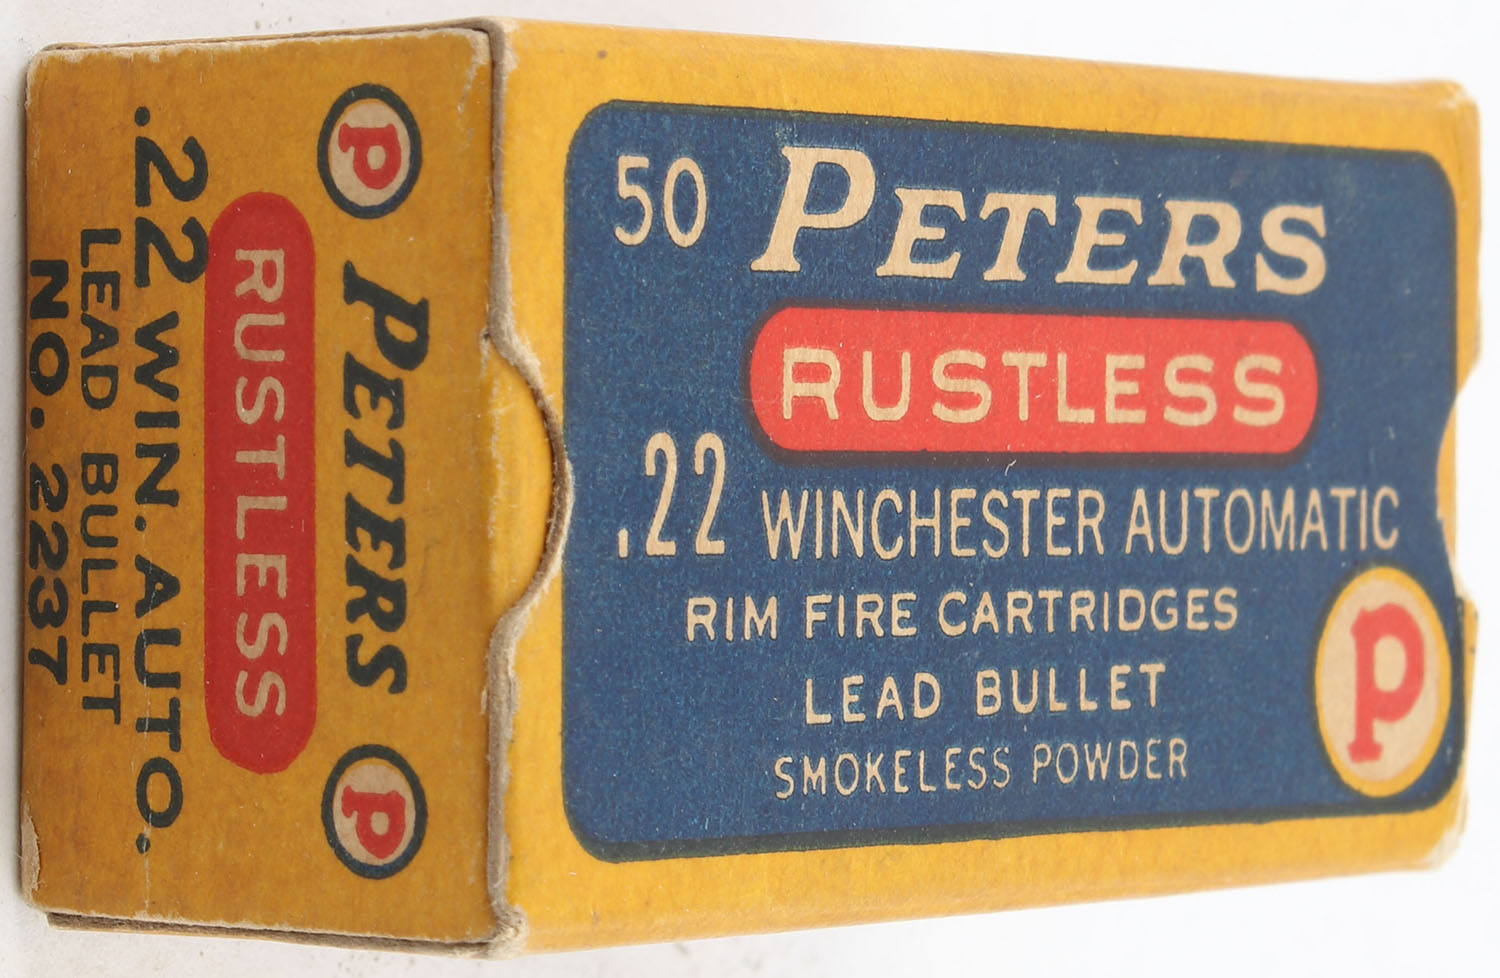 50 PETERS
RUSTLESS
.22 WINCHESTER AUTOMATIC
RIM FIRE CARTRIDGES
LEAD BULLET
SMOKELESS POWDER
P
P PETERS P
RUSTLESS
.22 WIN. AUTO.
LEAD BULLET
NO. 2237